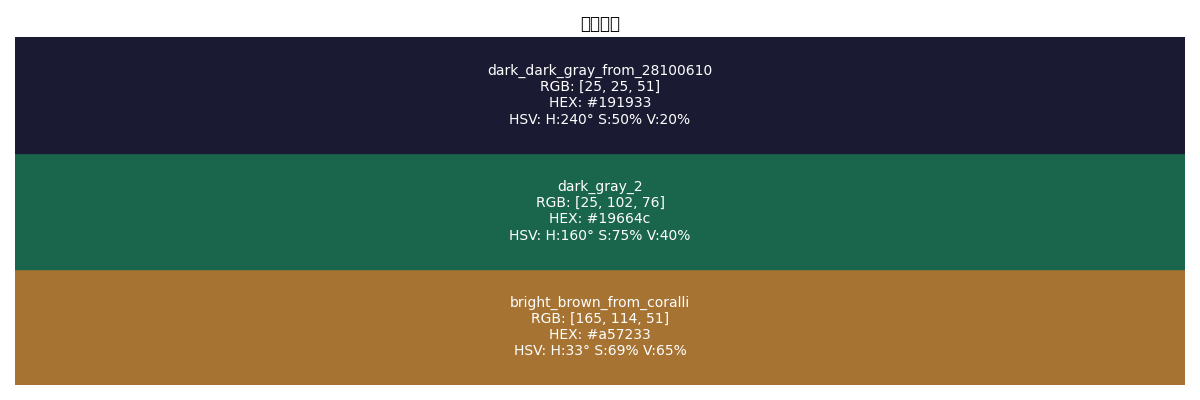 dark_dark_gray_from_28100610
RGB: [25, 25, 51]
HEX: #191933
HSV: H:240° S:50% V:20%
dark_gray_2
RGB: [25, 102, 76]
HEX: #19664c
HSV: H:160° S:75% V:40%
bright_brown_from_coralli
RGB: [165, 114, 51]
HEX: #a57233
HSV: H:33° S:69% V:65%